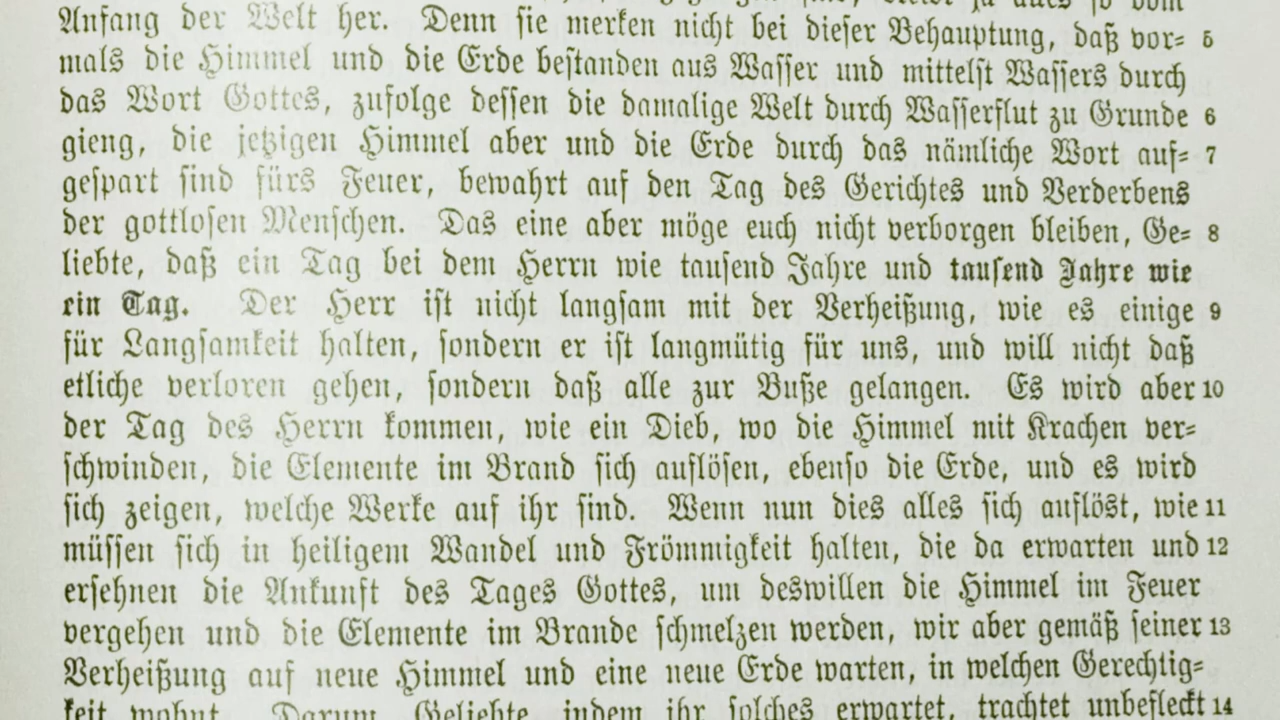 Anfang der Welt her. Denn sie merken nicht bei dieser Behauptung, daß vor= 5
mals die Himmel und die Erde bestanden aus Wasser und mittelst Wassers durch
das Wort Gottes, zufolge dessen die damalige Welt durch Wasserflut zu Grunde 6
gieng, die jetzigen Himmel aber und die Erde durch das nämliche Wort auf= 7
gespart sind fürs Feuer, bewahrt auf den Tag des Gerichtes und Verderbens
der gottlosen Menschen. Das eine aber möge euch nicht verborgen bleiben, Ge= 8
liebte, daß ein Tag bei dem Herrn wie tausend Jahre und tausend Jahre wie
ein Tag. Der Herr ist nicht langsam mit der Verheißung, wie es einige 9
für Langsamkeit halten, sondern er ist langmütig für uns, und will nicht daß
etliche verloren gehen, sondern daß alle zur Buße gelangen. Es wird aber 10
der Tag des Herrn kommen, wie ein Dieb, wo die Himmel mit Krachen ver=
schwinden, die Elemente im Brand sich auflösen, ebenso die Erde, und es wird
sich zeigen, welche Werke auf ihr sind. Wenn nun dies alles sich auflöst, wie 11
müssen sich in heiligem Wandel und Frömmigkeit halten, die da erwarten und 12
ersehnen die Ankunft des Tages Gottes, um deswillen die Himmel im Feuer
vergehen und die Elemente im Brande schmelzen werden, wir aber gemäß seiner 13
Verheißung auf neue Himmel und eine neue Erde warten, in welchen Gerechtig=
keit wohnt. Darum, Geliebte, indem ihr solches erwartet, trachtet unbefleckt 14